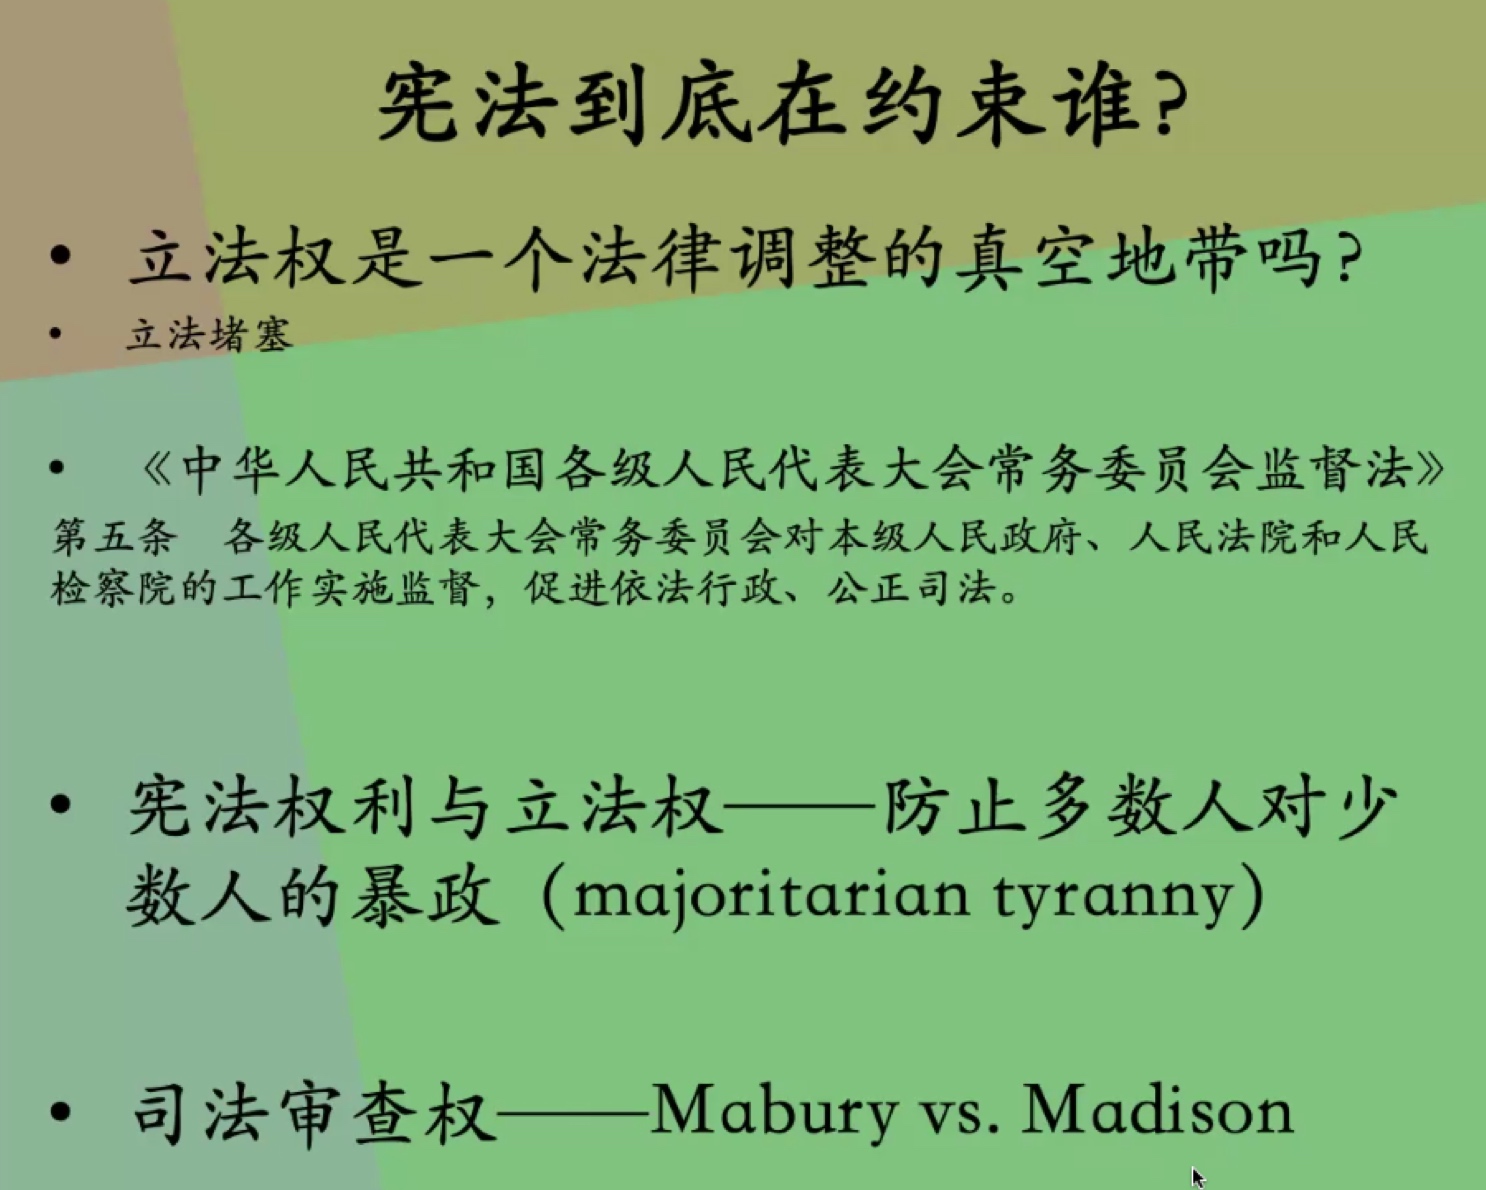 宪法到底在约束谁?
• 立法权是一个法律调整的真空地带吗?
• 立法堵塞
• 《中华人民共和国各级人民代表大会常务委员会监督法》
第五条　各级人民代表大会常务委员会对本级人民政府、人民法院和人民
检察院的工作实施监督，促进依法行政、公正司法。
• 宪法权利与立法权——防止多数人对少
数人的暴政（majoritarian tyranny）
• 司法审查权——Mabury vs. Madison